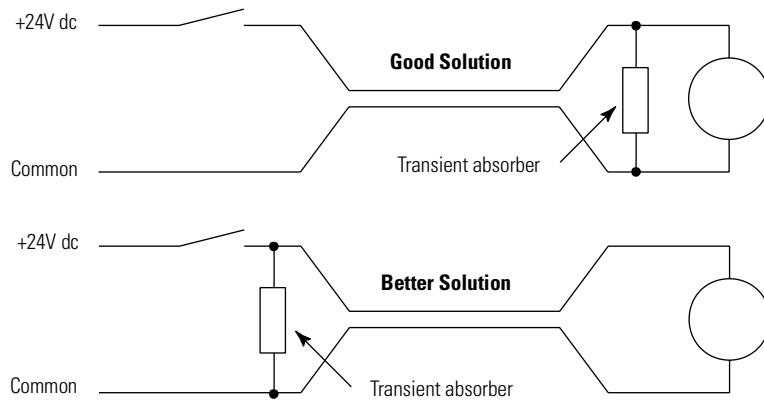 +24V dc
Good Solution
Transient absorber
Common
+24V dc
Better Solution
Common
Transient absorber